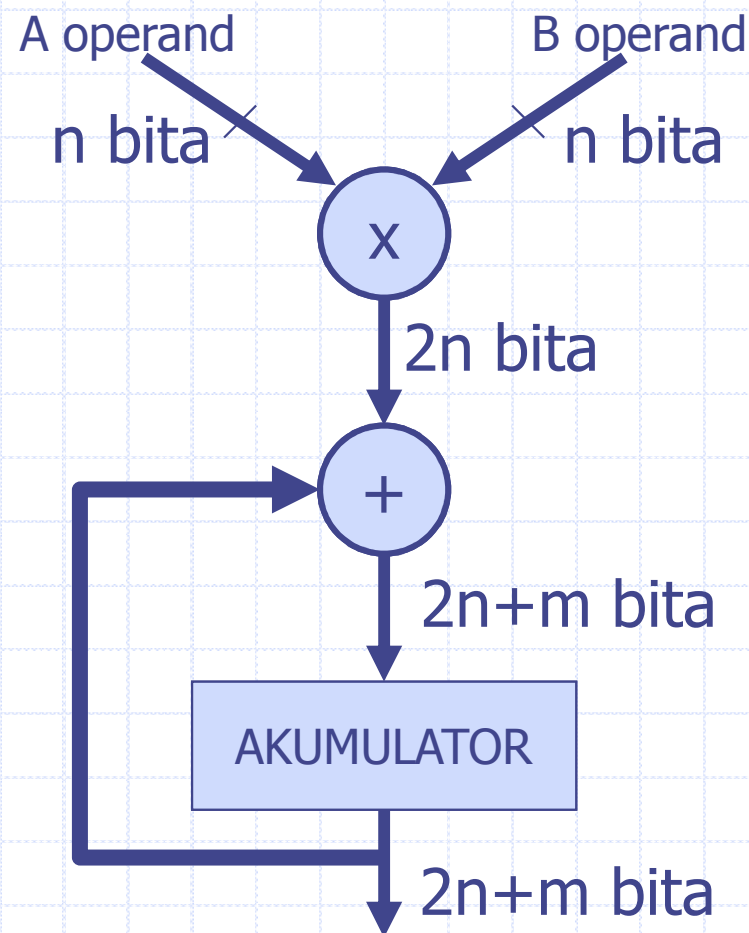 A operand
B operand
n bita
n bita
x
2n bita
+
2n+m bita
AKUMULATOR
2n+m bita